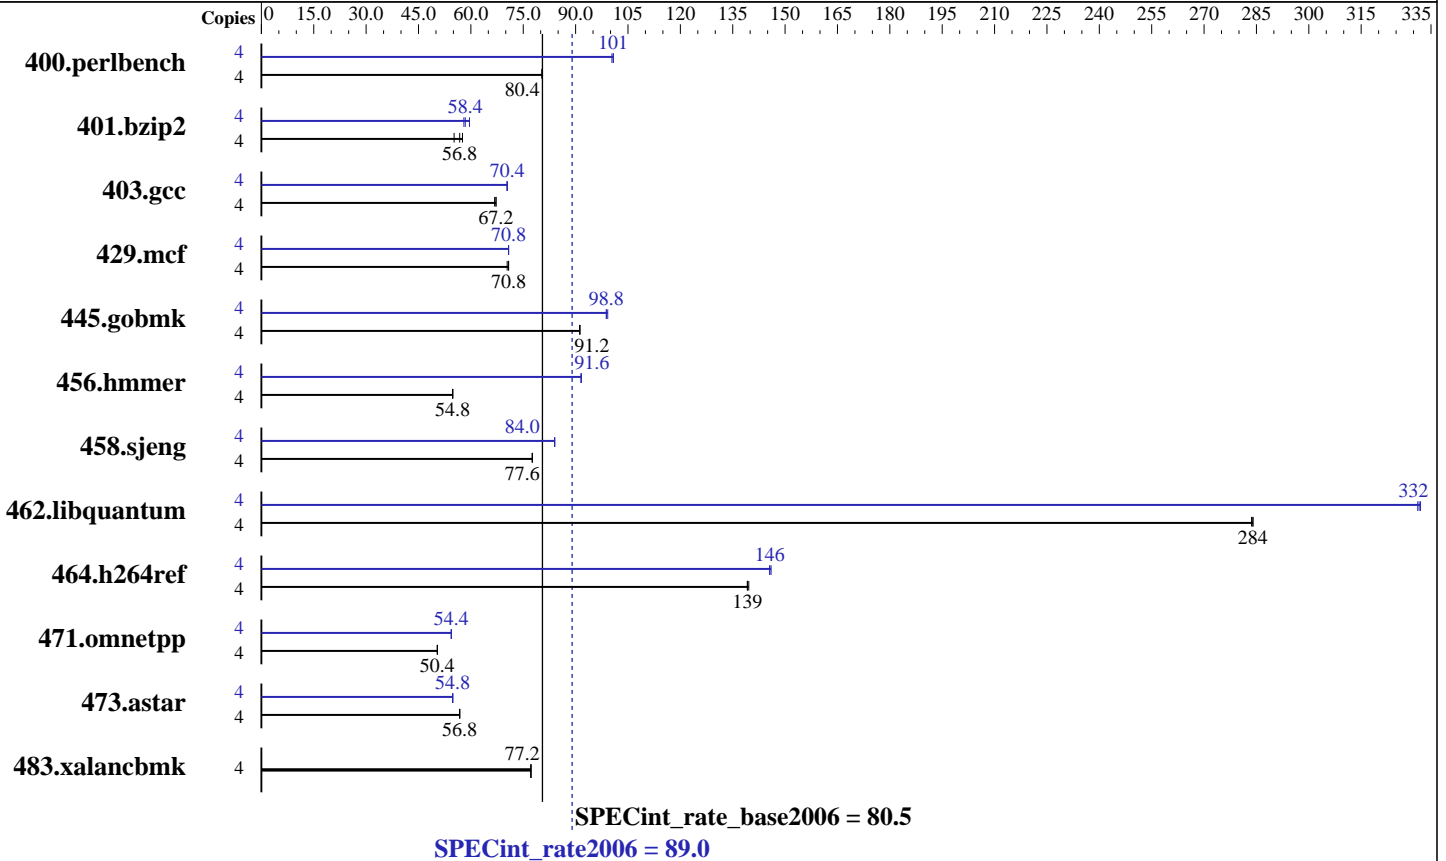 Copies 0 15.0 30.0 45.0 60.0 75.0 90.0 105 120 135 150 165 180 195 210 225 240 255 270 285 300 315 335
400.perlbench 4 101
4 80.4
401.bzip2 4 58.4
4 56.8
403.gcc 4 70.4
4 67.2
429.mcf 4 70.8
4 70.8
445.gobmk 4 98.8
4 91.2
456.hmmer 4 91.6
4 54.8
458.sjeng 4 84.0
4 77.6
462.libquantum 4 332
4 284
464.h264ref 4 146
4 139
471.omnetpp 4 54.4
4 50.4
473.astar 4 54.8
4 56.8
483.xalancbmk 4 77.2
SPECint_rate_base2006 = 80.5
SPECint_rate2006 = 89.0